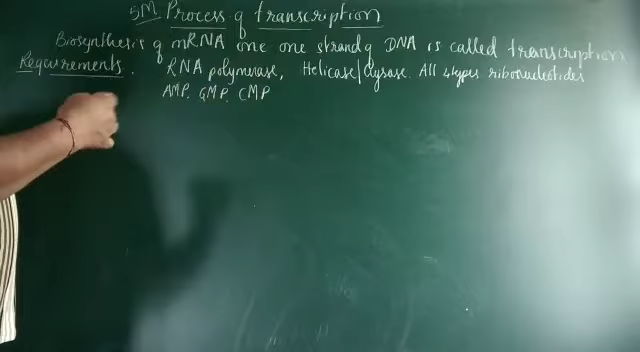 5M Process of transcription
Biosynthesis of mRNA one one strand of DNA is called transcription
Requirements. RNA polymerase, Helicase/Gyrase. All 4 types ribonucleotides
AMP. GMP. CMP